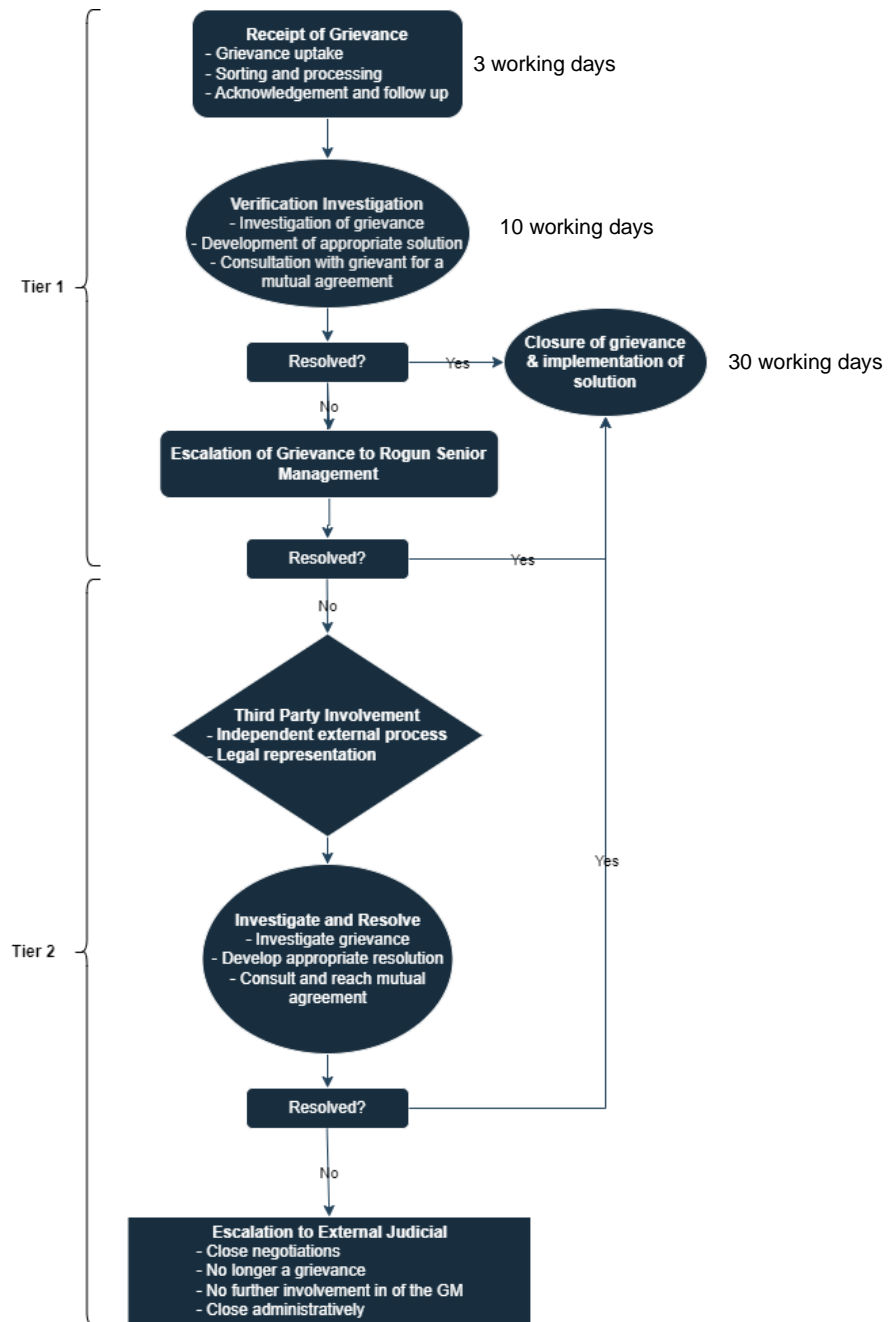 Receipt of Grievance
- Grievance uptake
- Sorting and processing
- Acknowledgement and follow up
3 working days
Verification Investigation
- Investigation of grievance
- Development of appropriate solution
- Consultation with grievant for a
mutual agreement
10 working days
Tier 1
Resolved?
Yes
Closure of grievance
& implementation of
solution
30 working days
No
Escalation of Grievance to Rogun Senior
Management
Resolved?
Yes
No
Third Party Involvement
- Independent external process
- Legal representation
Yes
Investigate and Resolve
- Investigate grievance
- Develop appropriate resolution
- Consult and reach mutual
agreement
Tier 2
Resolved?
No
Escalation to External Judicial
- Close negotiations
- No longer a grievance
- No further involvement in of the GM
- Close administratively